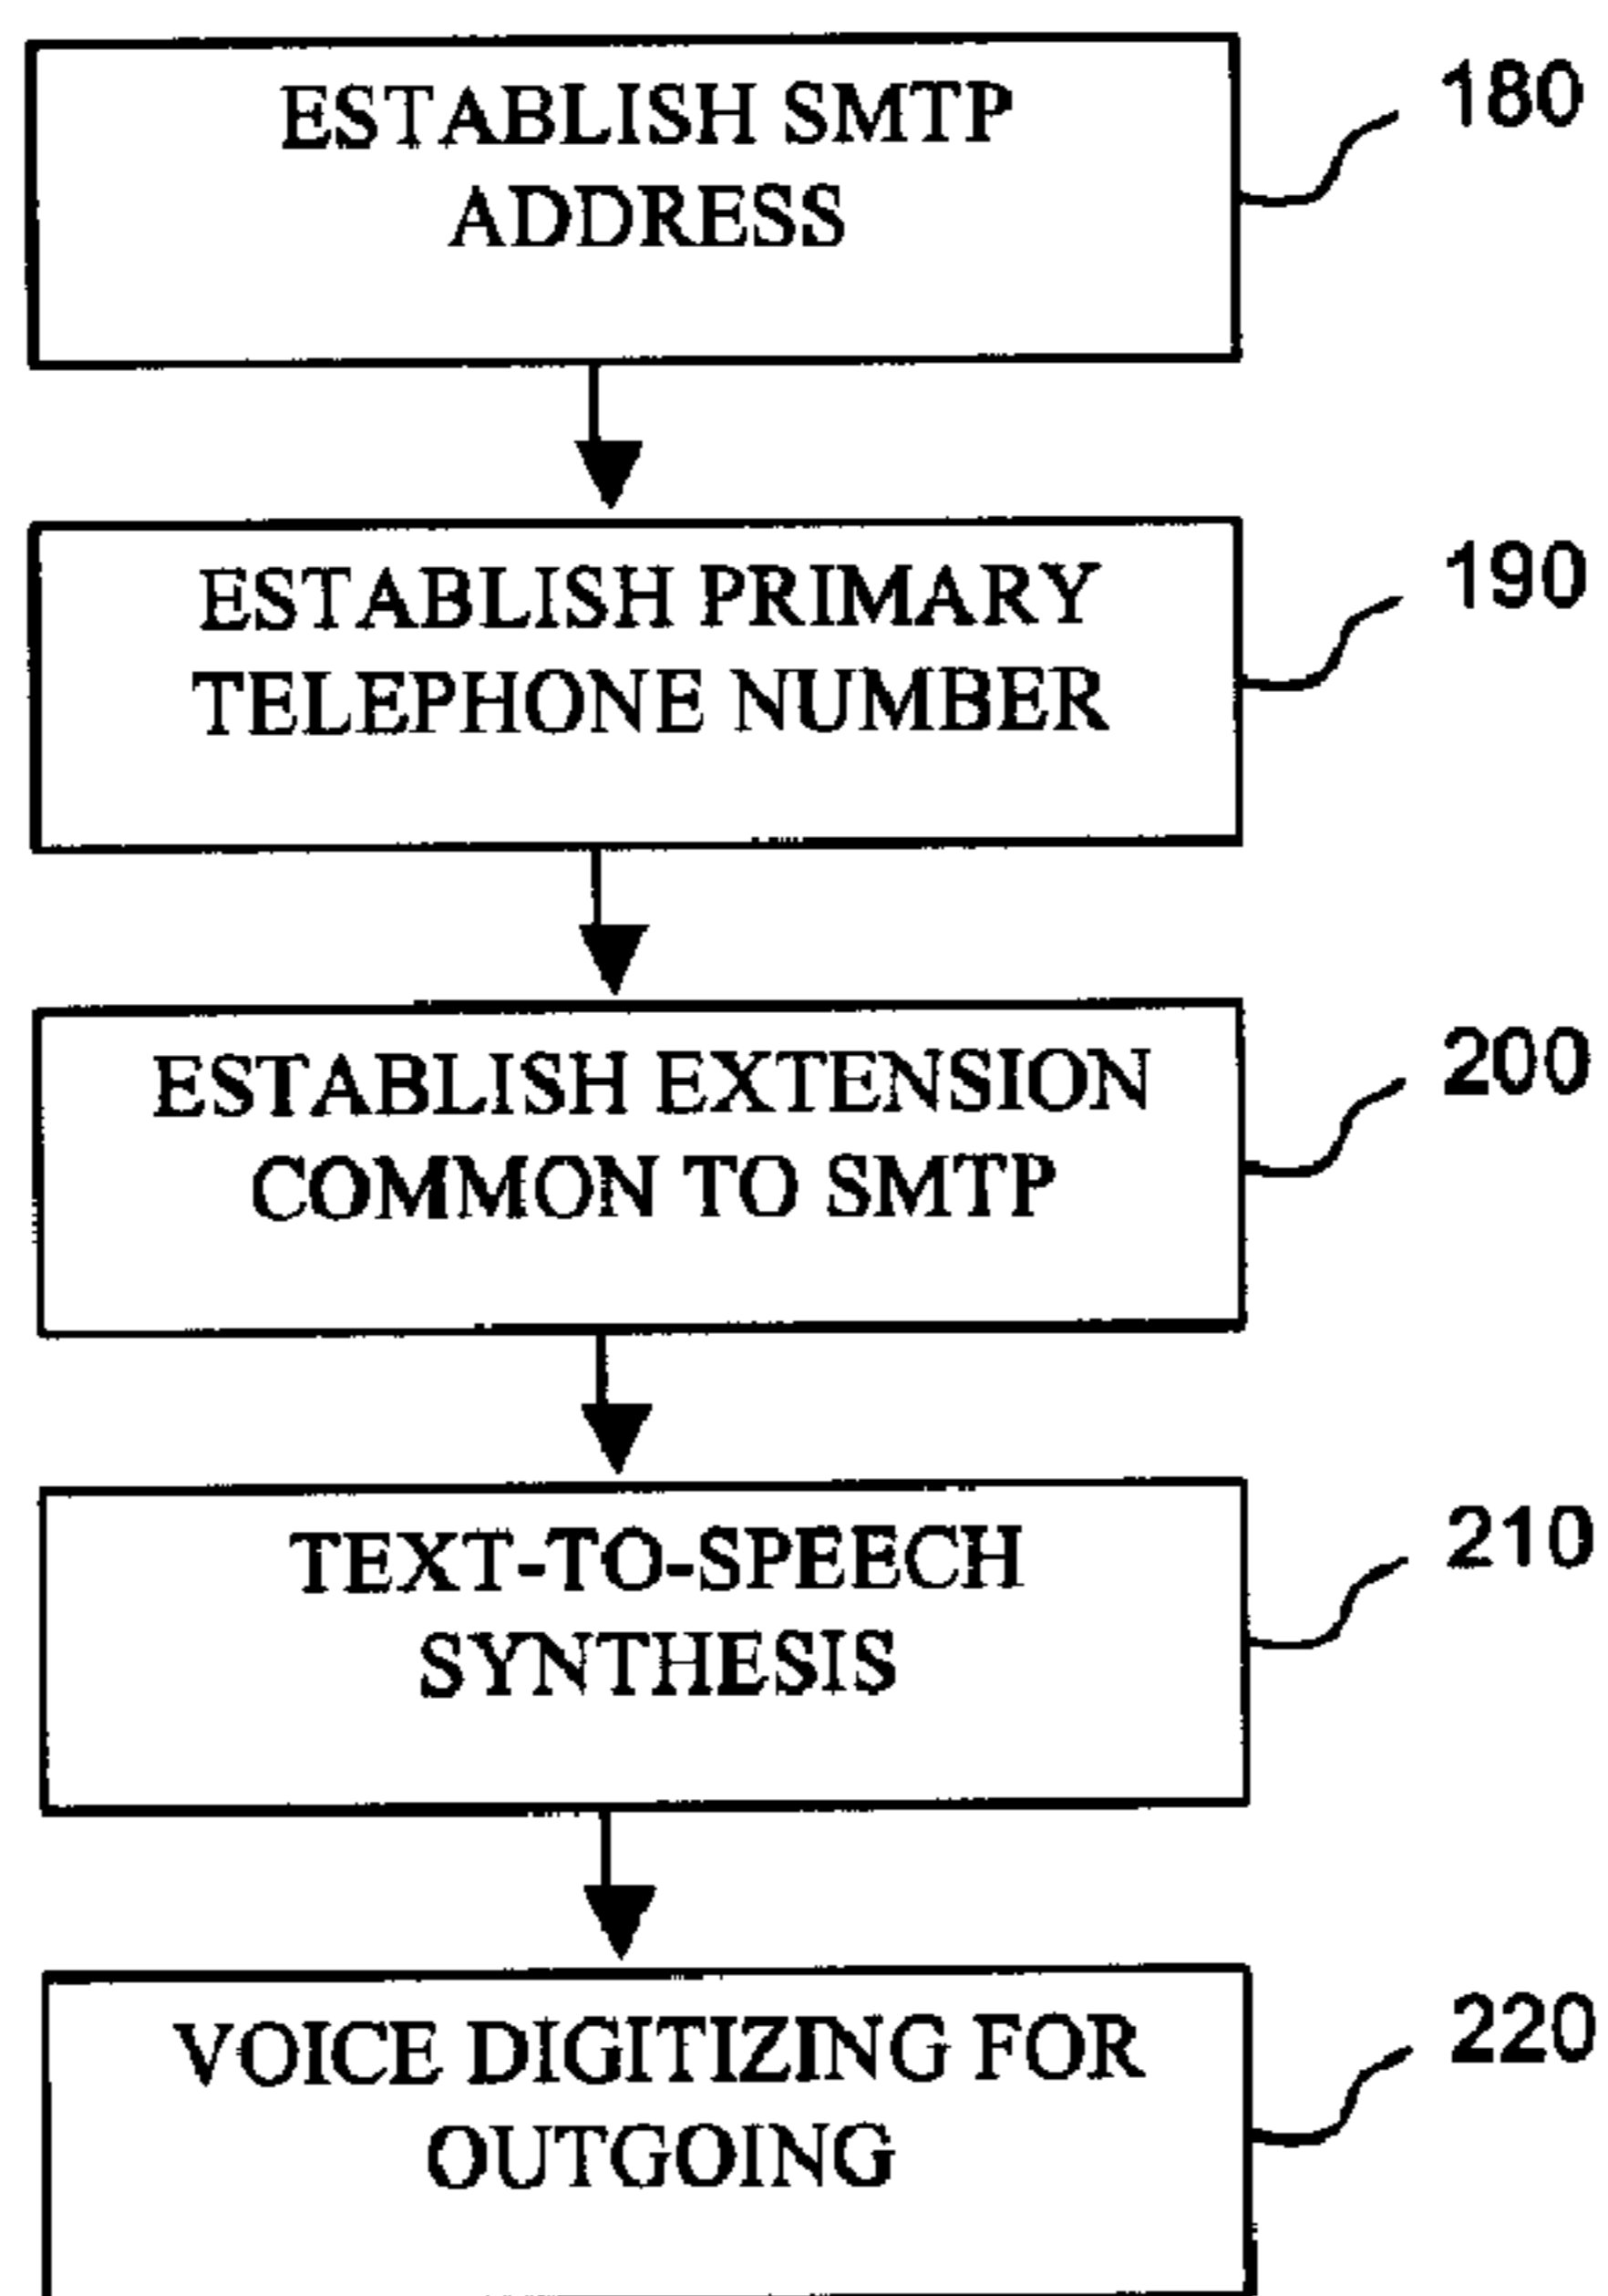 ESTABLISH SMTP
ADDRESS
180
ESTABLISH PRIMARY
TELEPHONE NUMBER
190
ESTABLISH EXTENSION
COMMON TO SMTP
200
TEXT-TO-SPEECH
SYNTHESIS
210
VOICE DIGITIZING FOR
OUTGOING
220